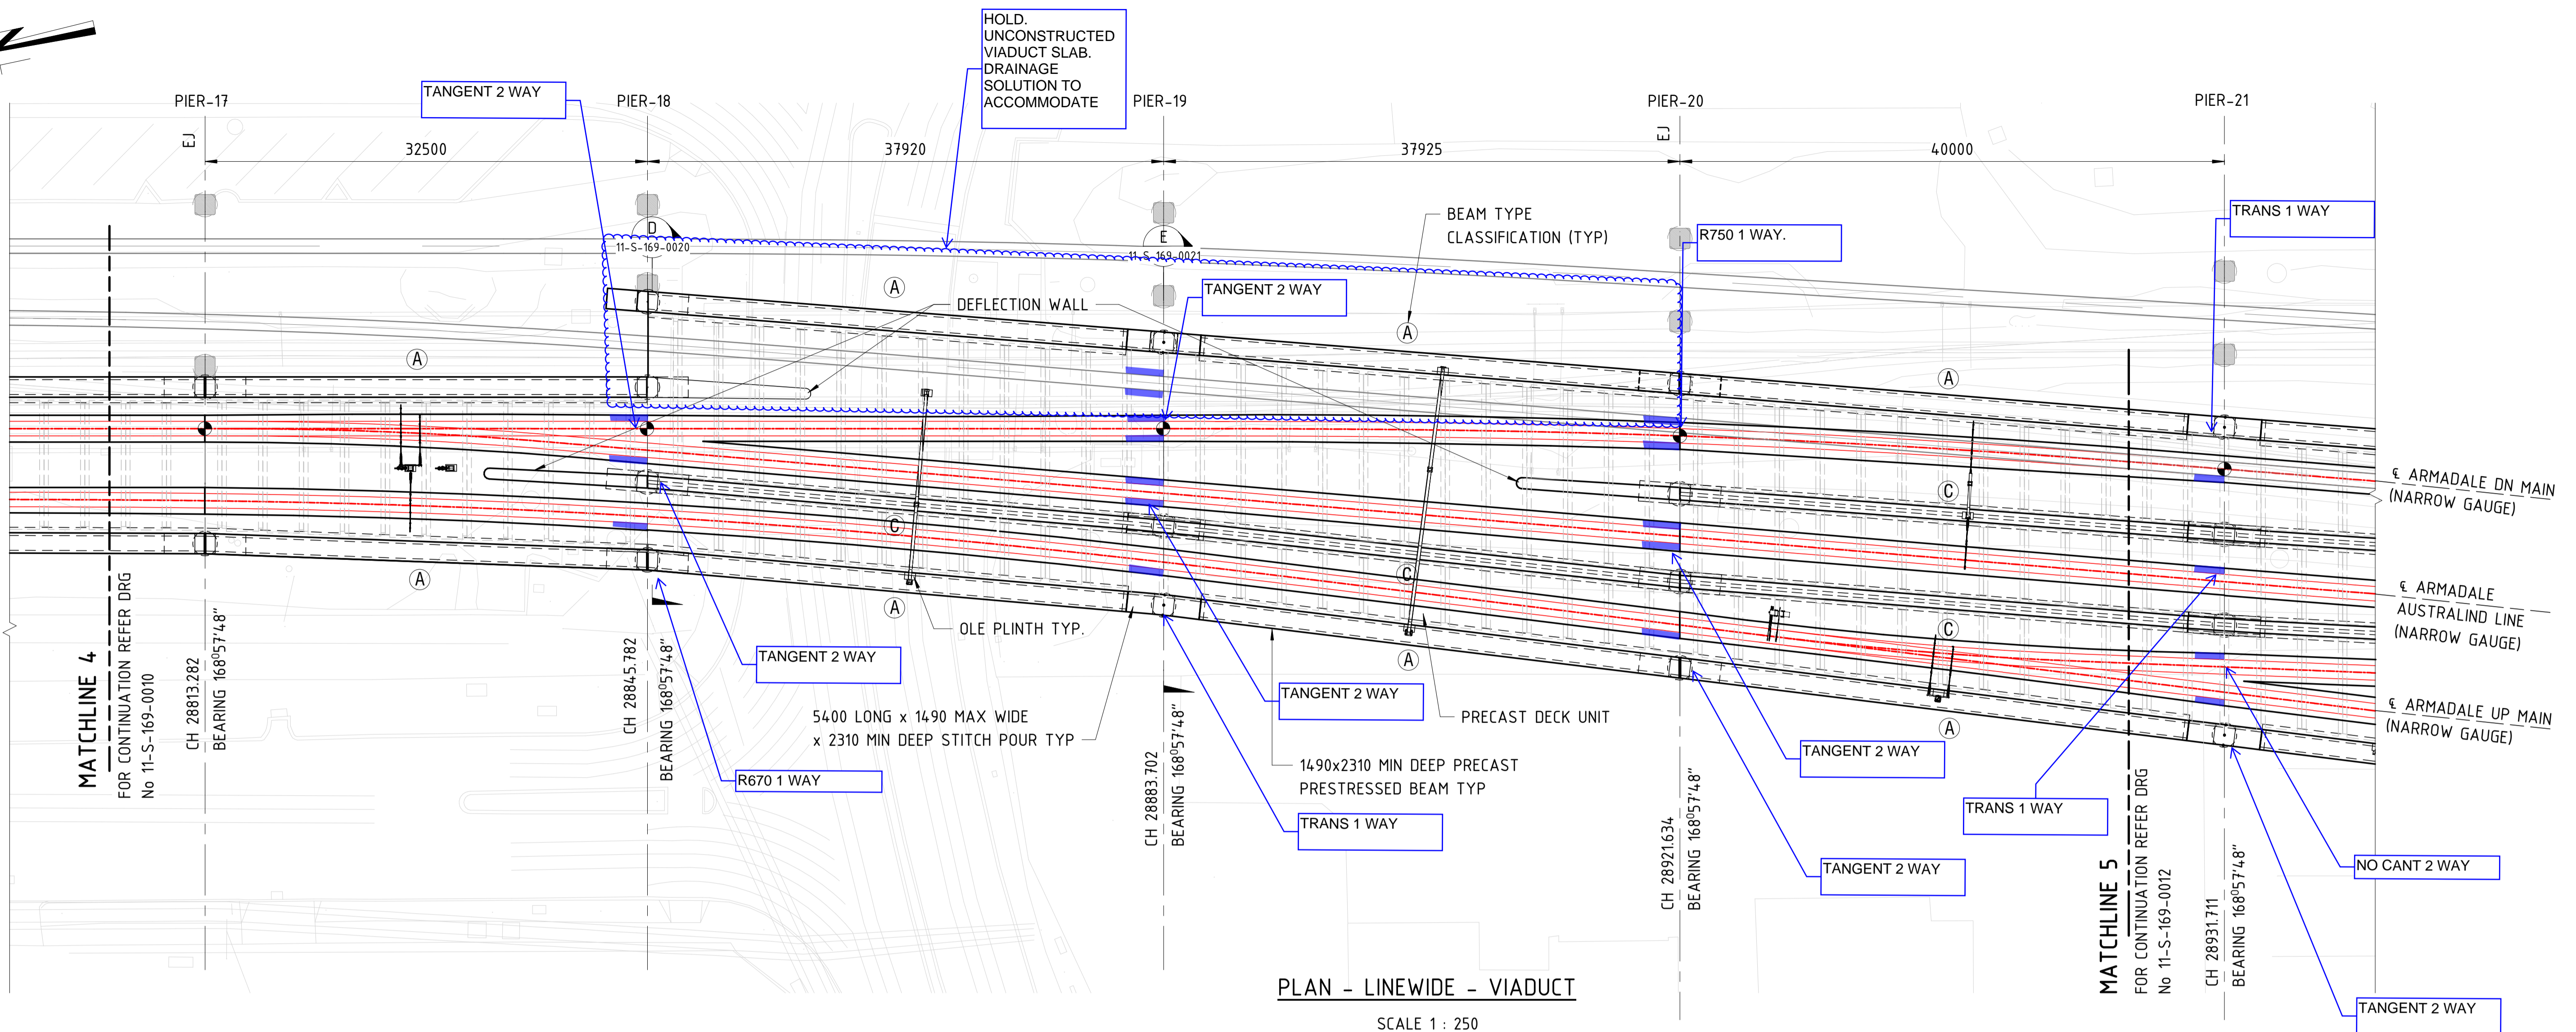 HOLD.
UNCONSTRUCTED
VIADUCT SLAB.
DRAINAGE
SOLUTION TO
ACCOMMODATE
TANGENT 2 WAY
PIER-17
PIER-18
PIER-19
PIER-20
PIER-21
EJ
EJ
32500
37920
37925
40000
D
11-S-169-0020
E
11-S-169-0021
BEAM TYPE
CLASSIFICATION (TYP)
R750 1 WAY.
TRANS 1 WAY
TANGENT 2 WAY
DEFLECTION WALL
A
A
A
A
A
A
A
A
C
C
C
C
℄ ARMADALE DN MAIN
(NARROW GAUGE)
℄ ARMADALE
AUSTRALIND LINE
(NARROW GAUGE)
℄ ARMADALE UP MAIN
(NARROW GAUGE)
OLE PLINTH TYP.
TANGENT 2 WAY
TANGENT 2 WAY
5400 LONG x 1490 MAX WIDE
x 2310 MIN DEEP STITCH POUR TYP
PRECAST DECK UNIT
1490x2310 MIN DEEP PRECAST
PRESTRESSED BEAM TYP
R670 1 WAY
TRANS 1 WAY
TANGENT 2 WAY
TRANS 1 WAY
TANGENT 2 WAY
NO CANT 2 WAY
TANGENT 2 WAY
MATCHLINE 4
FOR CONTINUATION REFER DRG
No 11-S-169-0010
CH 28813.282
BEARING 168°57'48"
CH 28845.782
BEARING 168°57'48"
CH 28883.702
BEARING 168°57'48"
CH 28921.634
BEARING 168°57'48"
MATCHLINE 5
FOR CONTINUATION REFER DRG
No 11-S-169-0012
CH 28931.711
BEARING 168°57'48"
PLAN - LINEWIDE - VIADUCT
SCALE 1 : 250